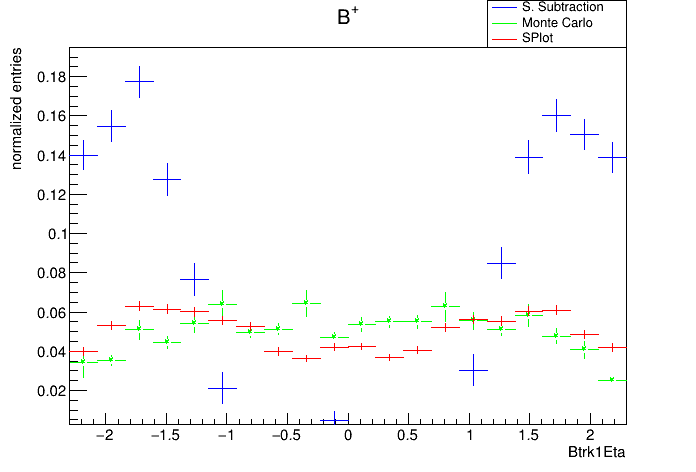 B+
S. Subtraction
Monte Carlo
SPlot
normalized entries
0.18
0.16
0.14
0.12
0.1
0.08
0.06
0.04
0.02
−2 −1.5 −1 −0.5 0 0.5 1 1.5 2
Btrk1Eta